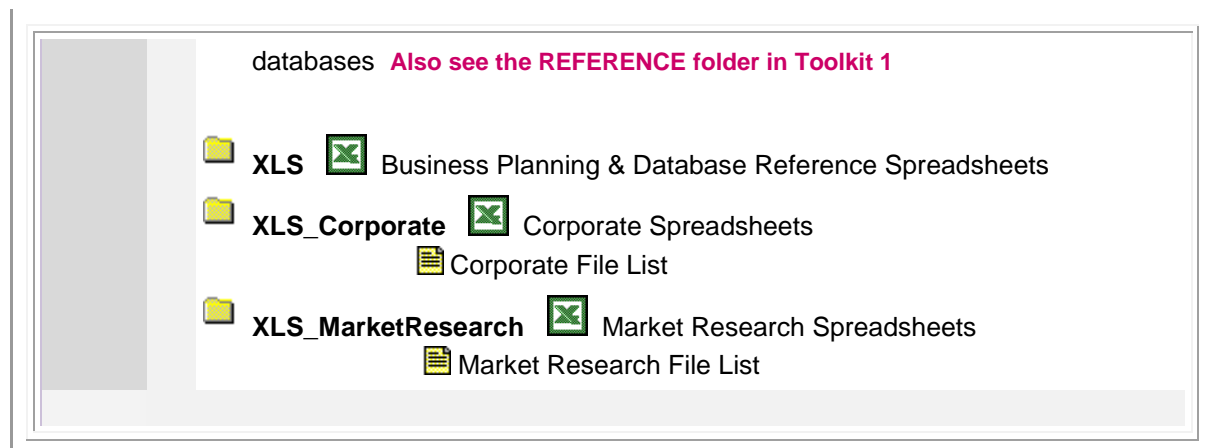 databases Also see the REFERENCE folder in Toolkit 1
XLS Business Planning & Database Reference Spreadsheets
XLS_Corporate Corporate Spreadsheets
Corporate File List
XLS_MarketResearch Market Research Spreadsheets
Market Research File List